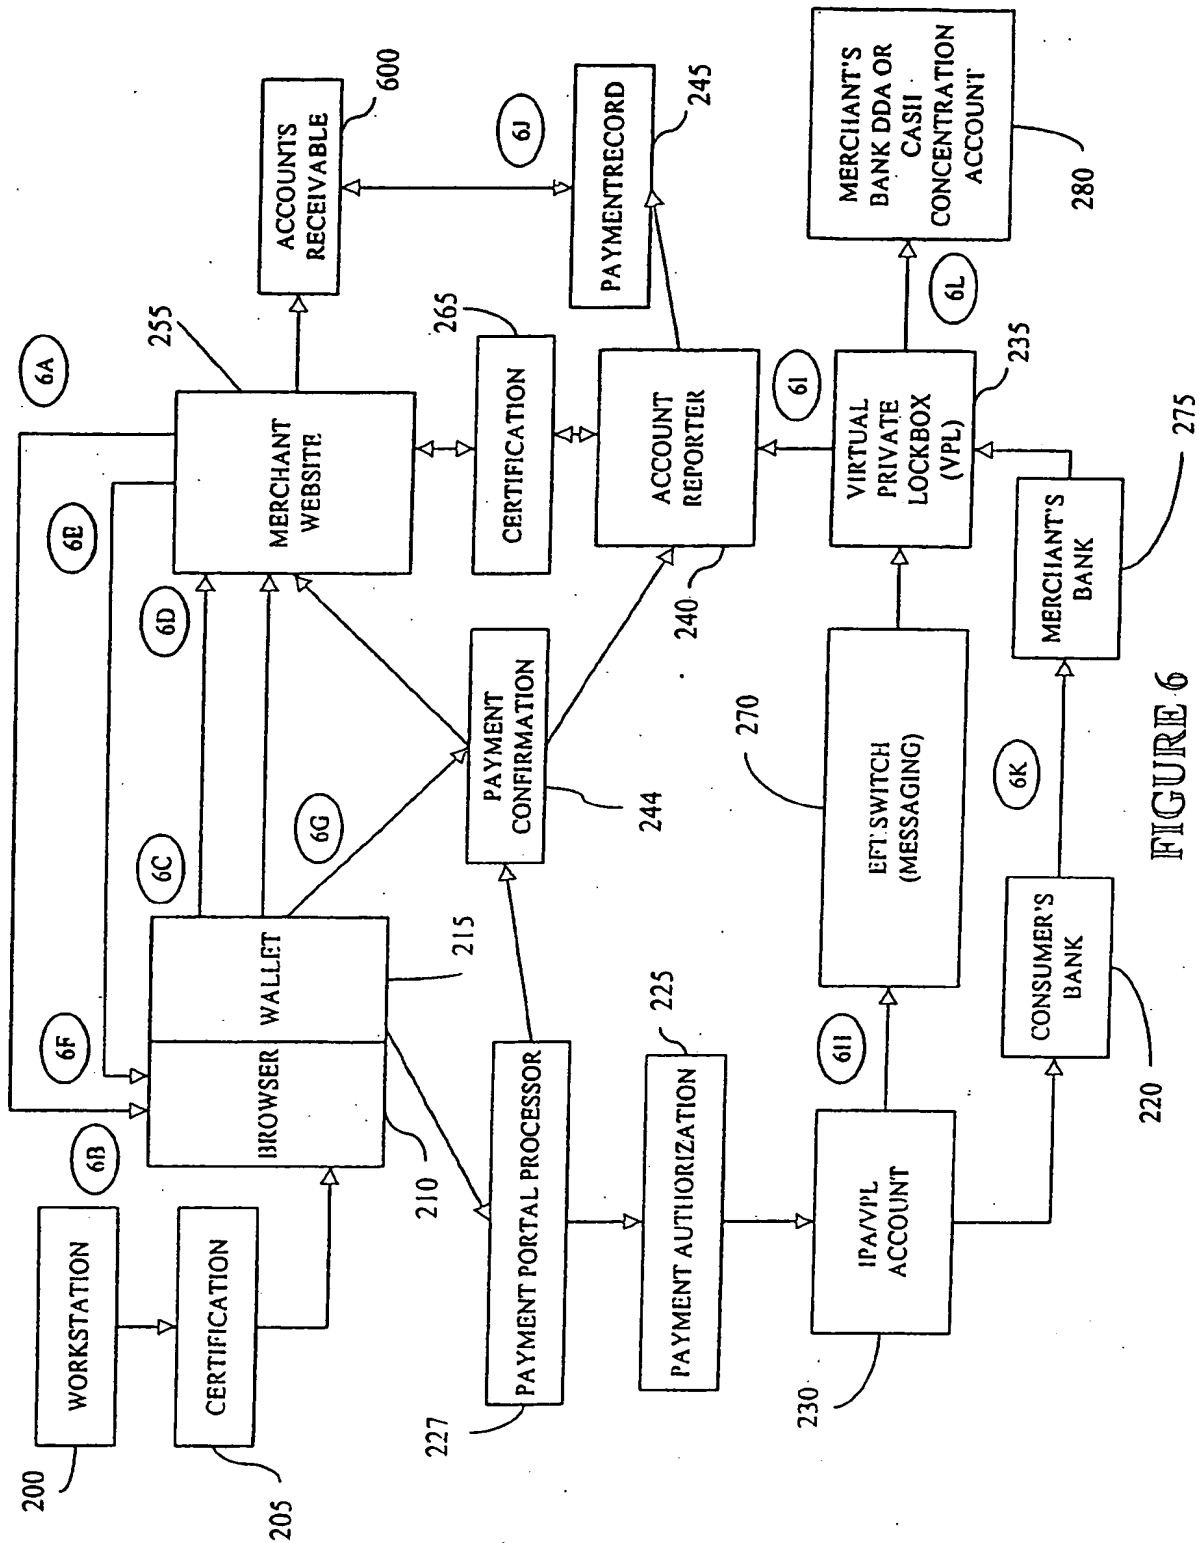 200
WORKSTATION
205
CERTIFICATION
6B
6F
6E
6A
6C
6D
BROWSER
WALLET
210
215
6G
255
MERCHANT
WEBSITE
ACCOUNTS
RECEIVABLE
600
227
PAYMENT PORTAL PROCESSOR
PAYMENT
CONFIRMATION
244
CERTIFICATION
265
6J
PAYMENTRECORD
245
ACCOUNT
REPORTER
240
PAYMENT AUTHORIZATION
225
230
IPA/VPL
ACCOUNT
6H
EFT SWITCH
(MESSAGING)
270
6I
VIRTUAL
PRIVATE
LOCKBOX
(VPL)
235
6L
MERCHANT'S
BANK DDA OR
CASH
CONCENTRATION
ACCOUNT
280
CONSUMER'S
BANK
220
6K
MERCHANT'S
BANK
275
FIGURE 6